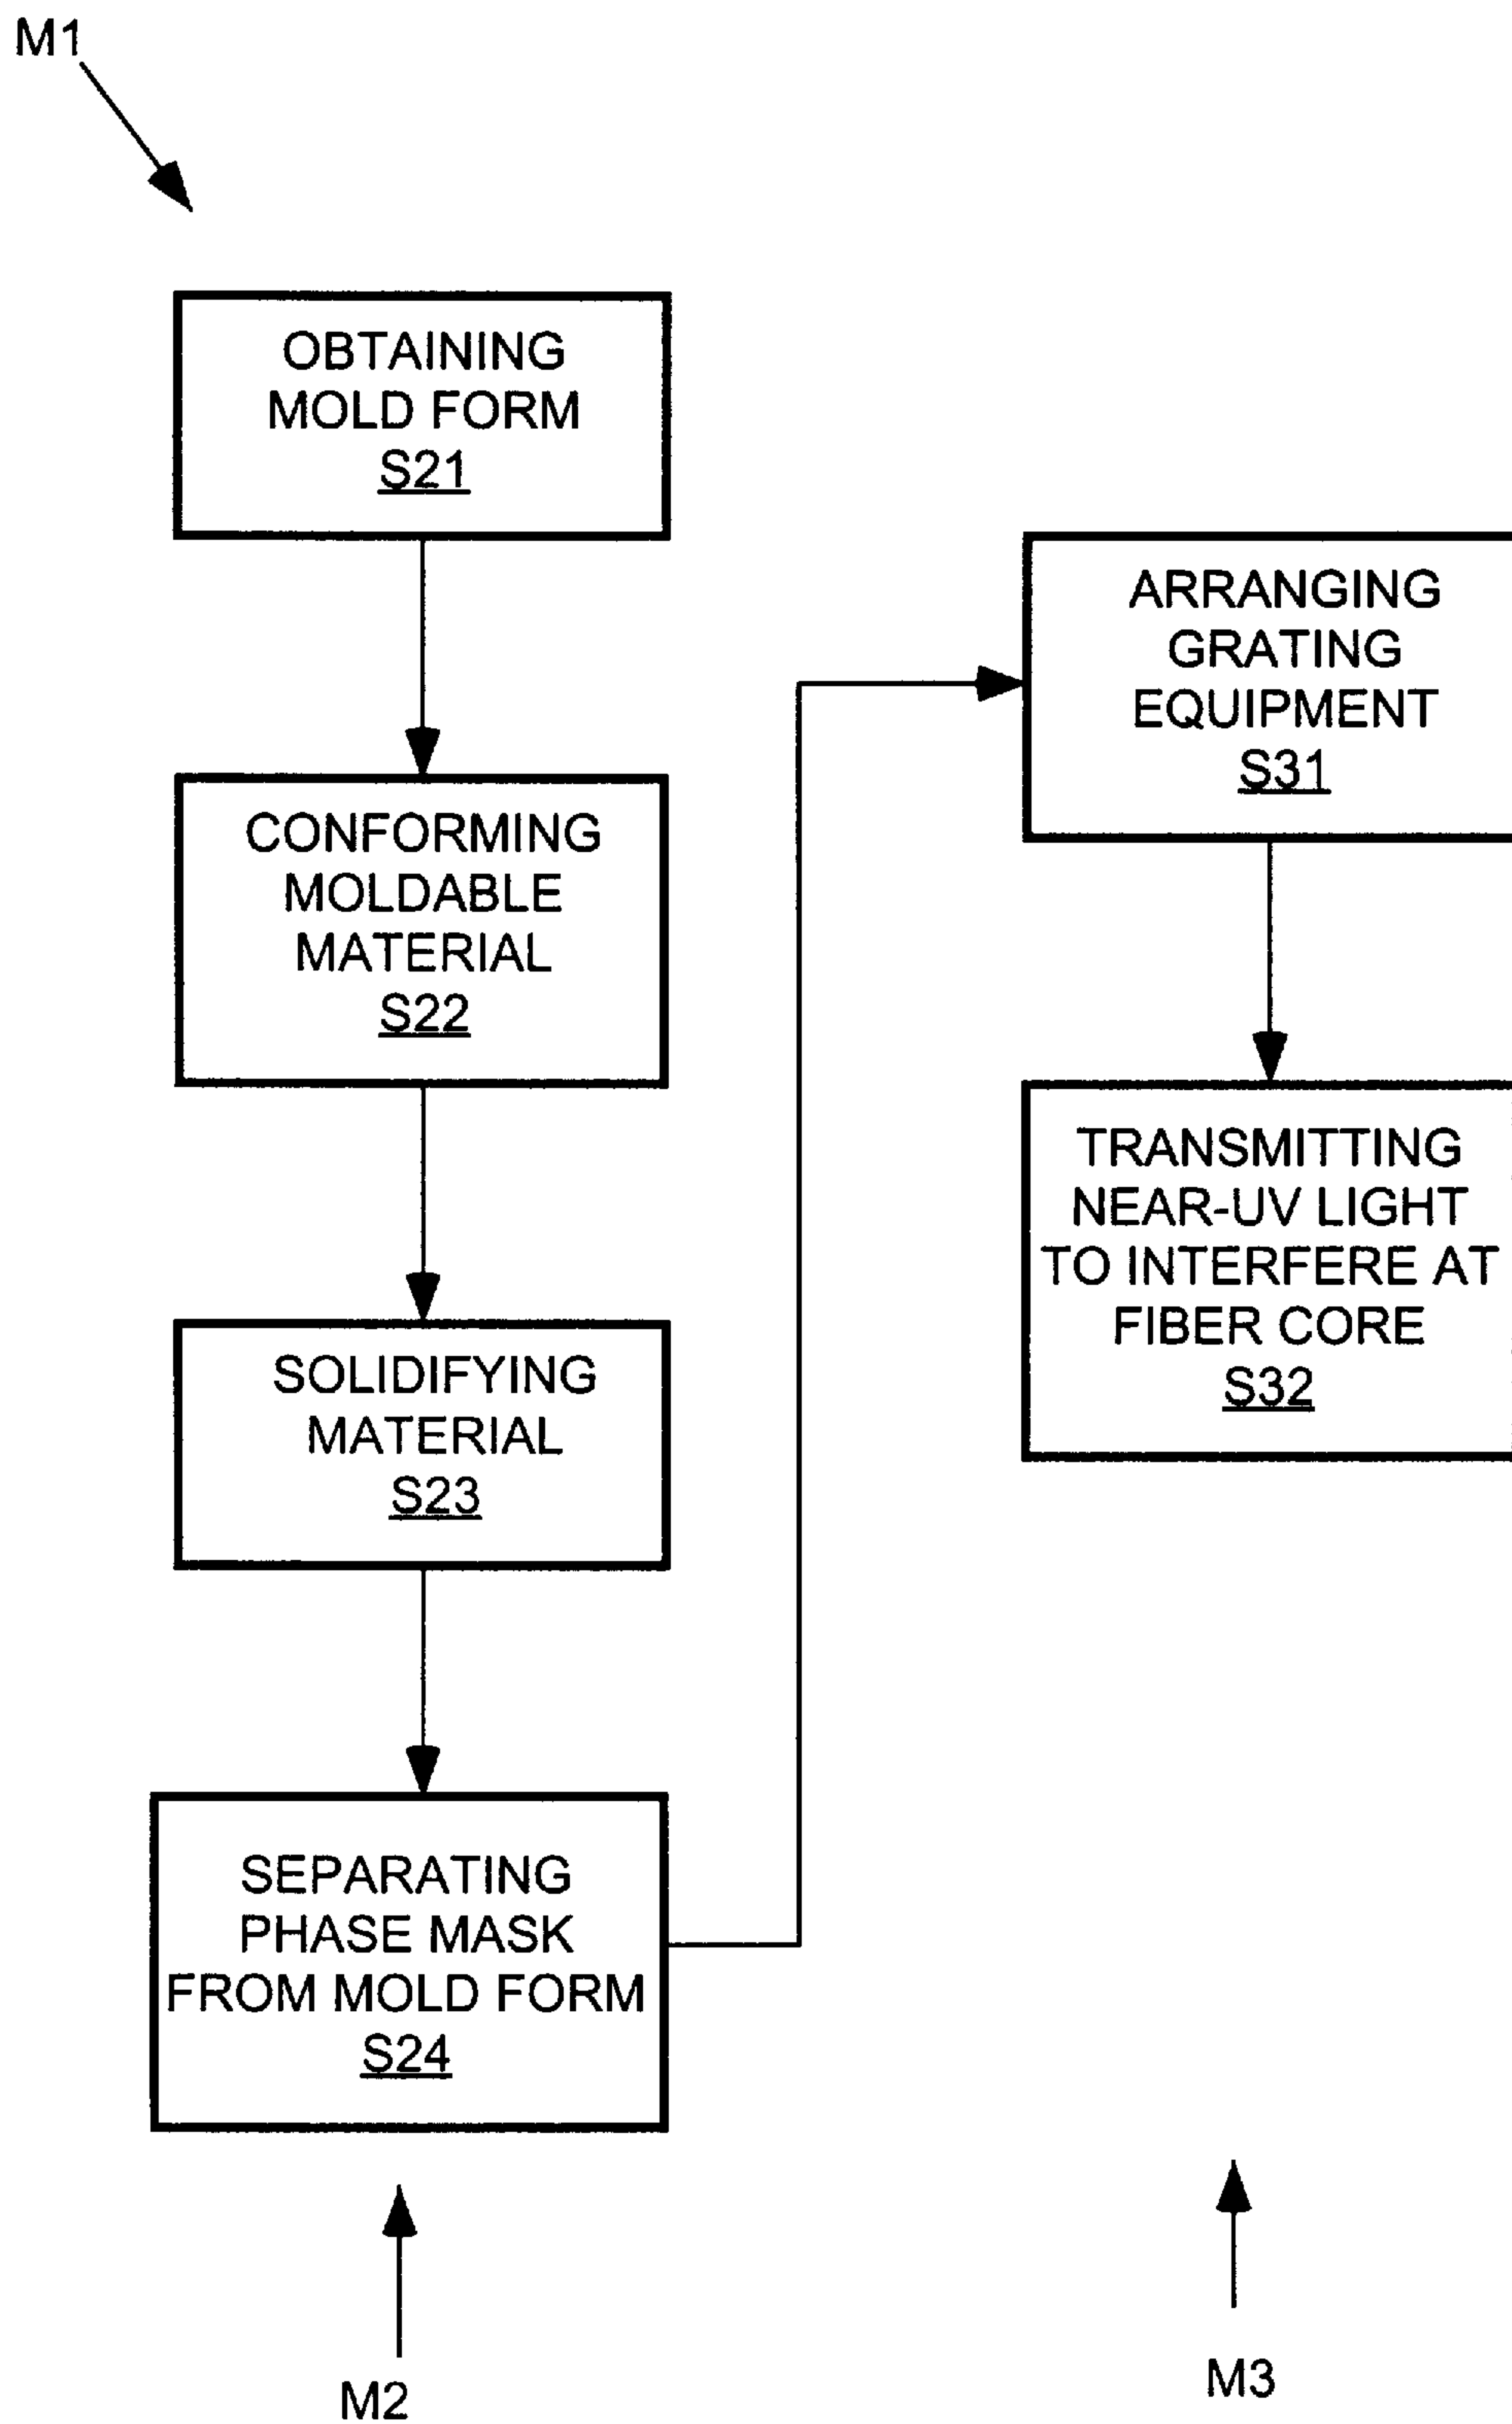 M1
OBTAINING
MOLD FORM
S21
CONFORMING
MOLDABLE
MATERIAL
S22
SOLIDIFYING
MATERIAL
S23
SEPARATING
PHASE MASK
FROM MOLD FORM
S24
M2
ARRANGING
GRATING
EQUIPMENT
S31
TRANSMITTING
NEAR-UV LIGHT
TO INTERFERE AT
FIBER CORE
S32
M3